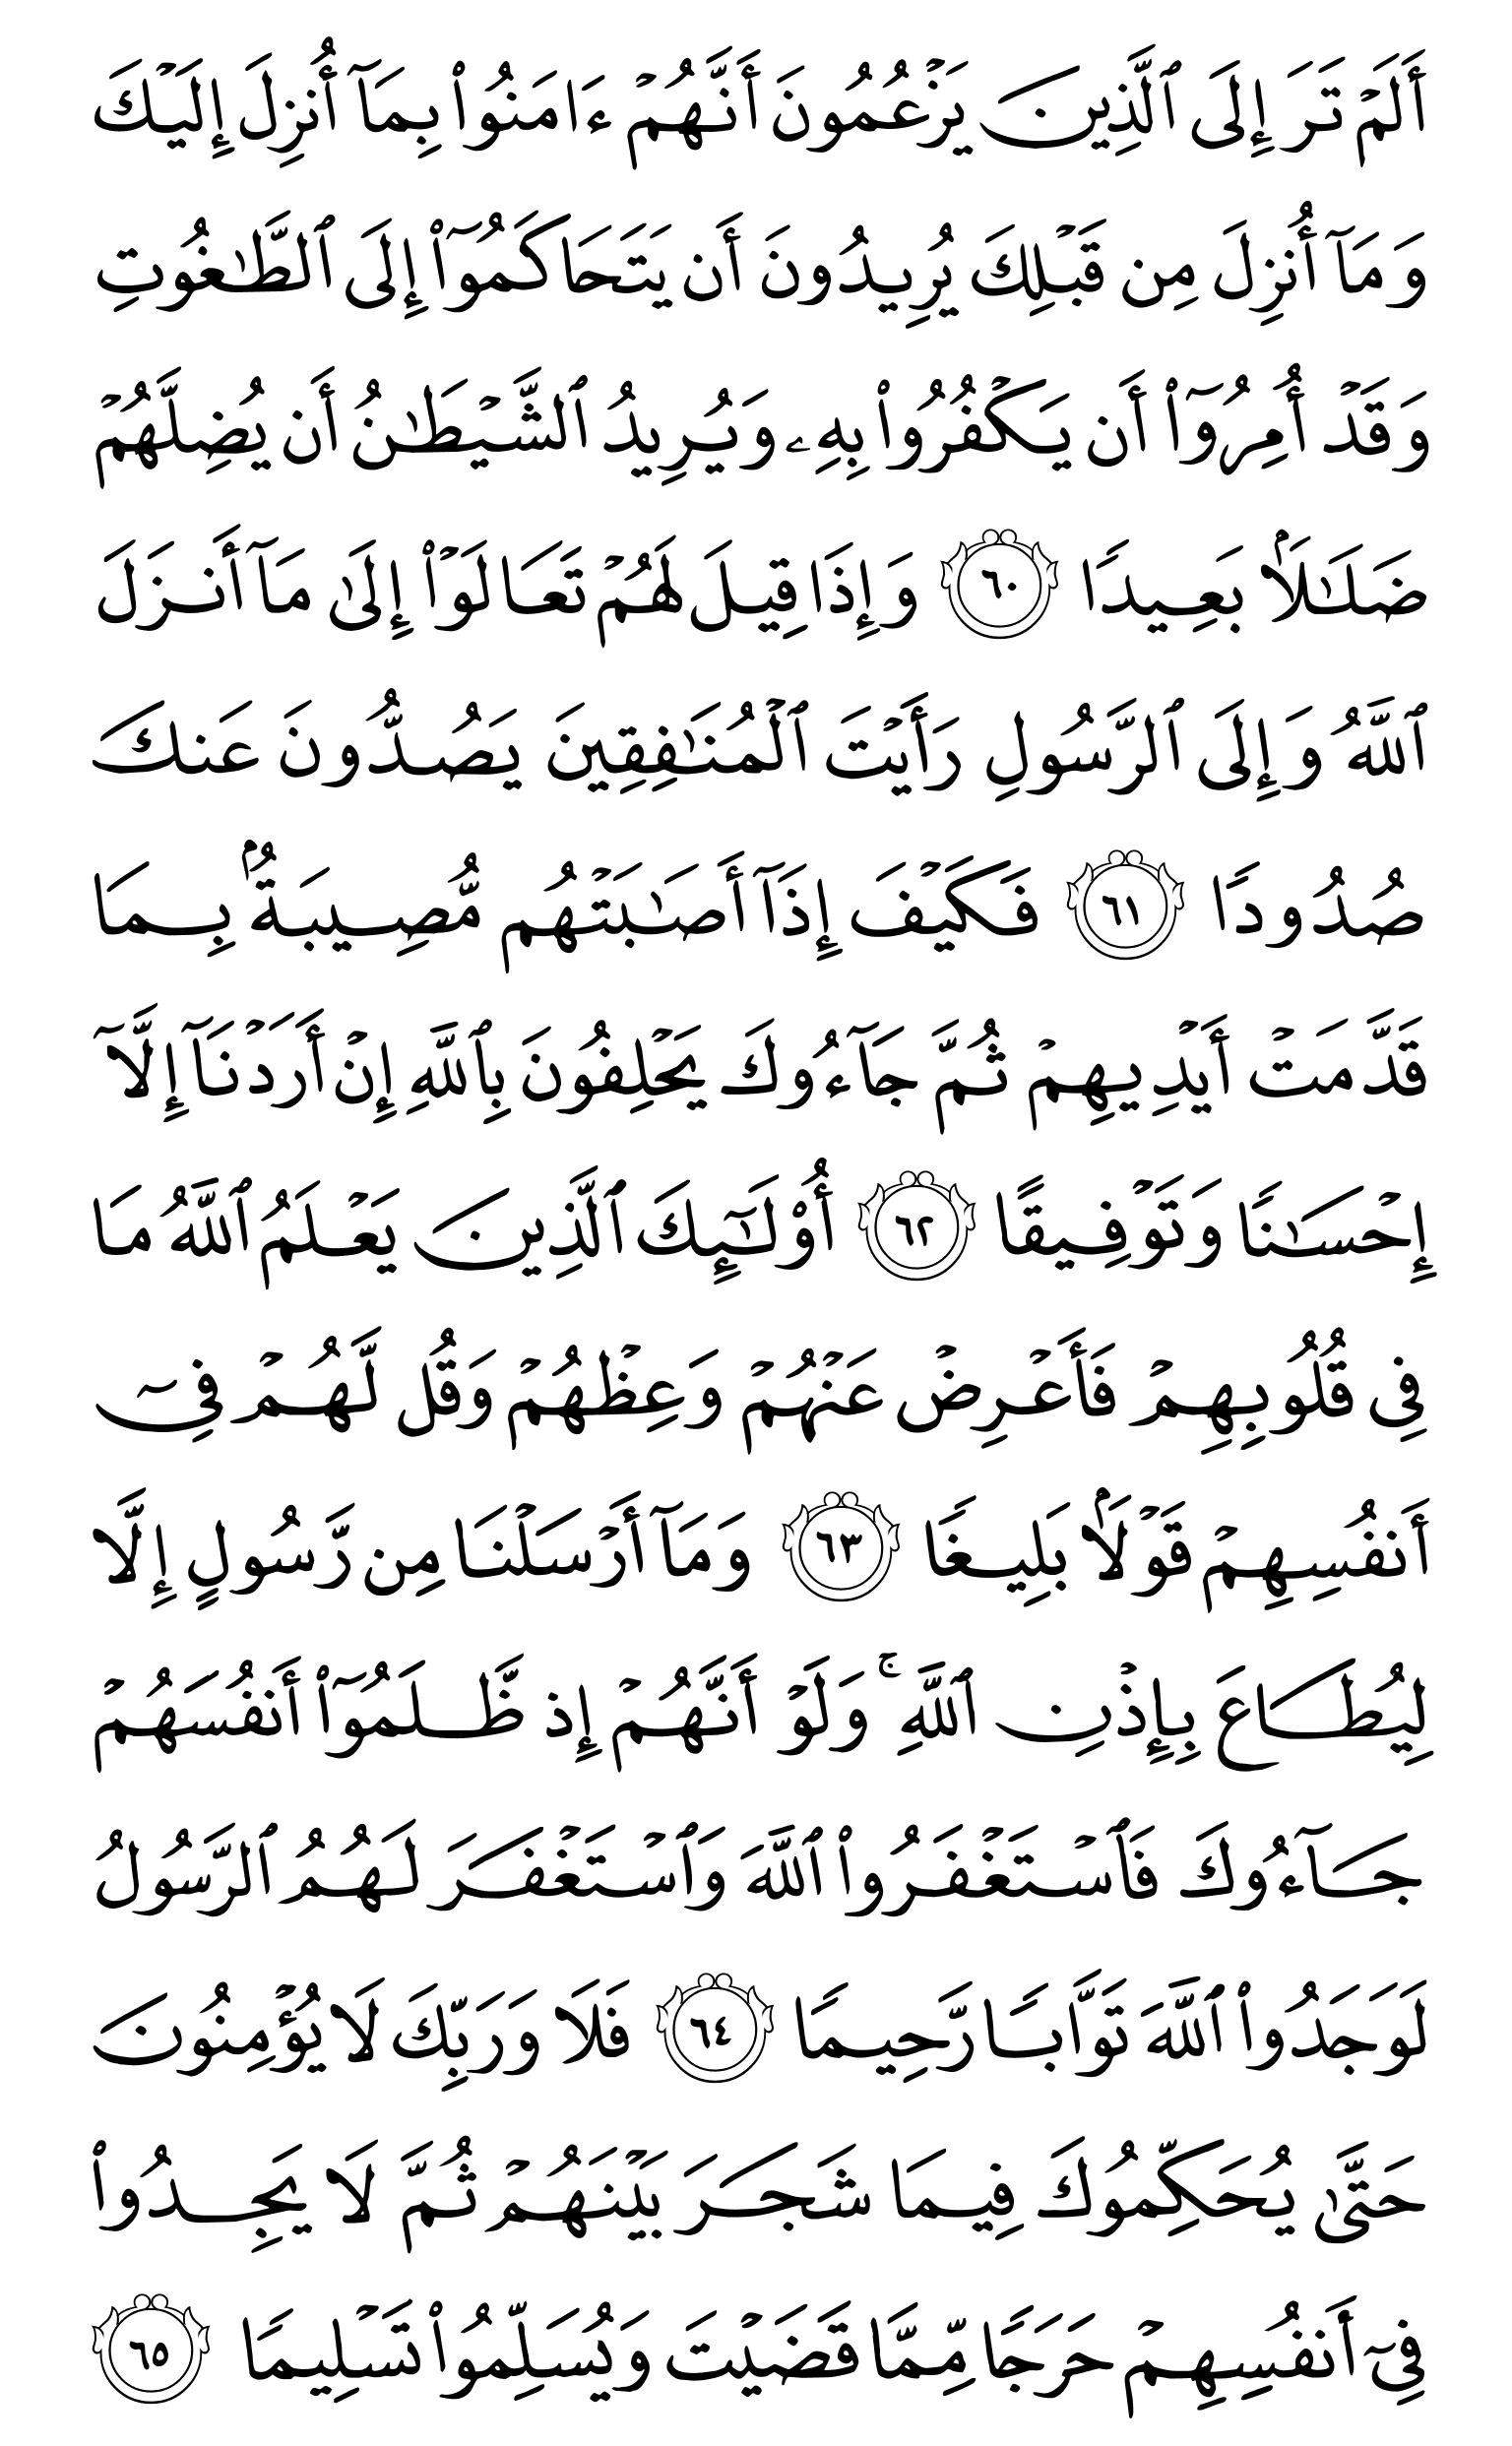 أَلَمۡ تَرَ إِلَى ٱلَّذِينَ يَزۡعُمُونَ أَنَّهُمۡ ءَامَنُواْ بِمَآ أُنزِلَ إِلَيۡكَ
وَمَآ أُنزِلَ مِن قَبۡلِكَ يُرِيدُونَ أَن يَتَحَاكَمُوٓاْ إِلَى ٱلطَّٰغُوتِ
وَقَدۡ أُمِرُوٓاْ أَن يَكۡفُرُواْ بِهِۦ وَيُرِيدُ ٱلشَّيۡطَٰنُ أَن يُضِلَّهُمۡ
ضَلَٰلَۢا بَعِيدًا ٦٠ وَإِذَا قِيلَ لَهُمۡ تَعَالَوۡاْ إِلَىٰ مَآ أَنزَلَ
ٱللَّهُ وَإِلَى ٱلرَّسُولِ رَأَيۡتَ ٱلۡمُنَٰفِقِينَ يَصُدُّونَ عَنكَ
صُدُودًا ٦١ فَكَيۡفَ إِذَآ أَصَٰبَتۡهُم مُّصِيبَةُۢ بِمَا
قَدَّمَتۡ أَيۡدِيهِمۡ ثُمَّ جَآءُوكَ يَحۡلِفُونَ بِٱللَّهِ إِنۡ أَرَدۡنَآ إِلَّآ
إِحۡسَٰنًا وَتَوۡفِيقًا ٦٢ أُوْلَٰٓئِكَ ٱلَّذِينَ يَعۡلَمُ ٱللَّهُ مَا
فِي قُلُوبِهِمۡ فَأَعۡرِضۡ عَنۡهُمۡ وَعِظۡهُمۡ وَقُل لَّهُمۡ فِيٓ
أَنفُسِهِمۡ قَوۡلَۢا بَلِيغًا ٦٣ وَمَآ أَرۡسَلۡنَا مِن رَّسُولٍ إِلَّا
لِيُطَاعَ بِإِذۡنِ ٱللَّهِۚ وَلَوۡ أَنَّهُمۡ إِذ ظَّلَمُوٓاْ أَنفُسَهُمۡ
جَآءُوكَ فَٱسۡتَغۡفَرُواْ ٱللَّهَ وَٱسۡتَغۡفَرَ لَهُمُ ٱلرَّسُولُ
لَوَجَدُواْ ٱللَّهَ تَوَّابًا رَّحِيمًا ٦٤ فَلَا وَرَبِّكَ لَا يُؤۡمِنُونَ
حَتَّىٰ يُحَكِّمُوكَ فِيمَا شَجَرَ بَيۡنَهُمۡ ثُمَّ لَا يَجِدُواْ
فِيٓ أَنفُسِهِمۡ حَرَجًا مِّمَّا قَضَيۡتَ وَيُسَلِّمُواْ تَسۡلِيمًا ٦٥